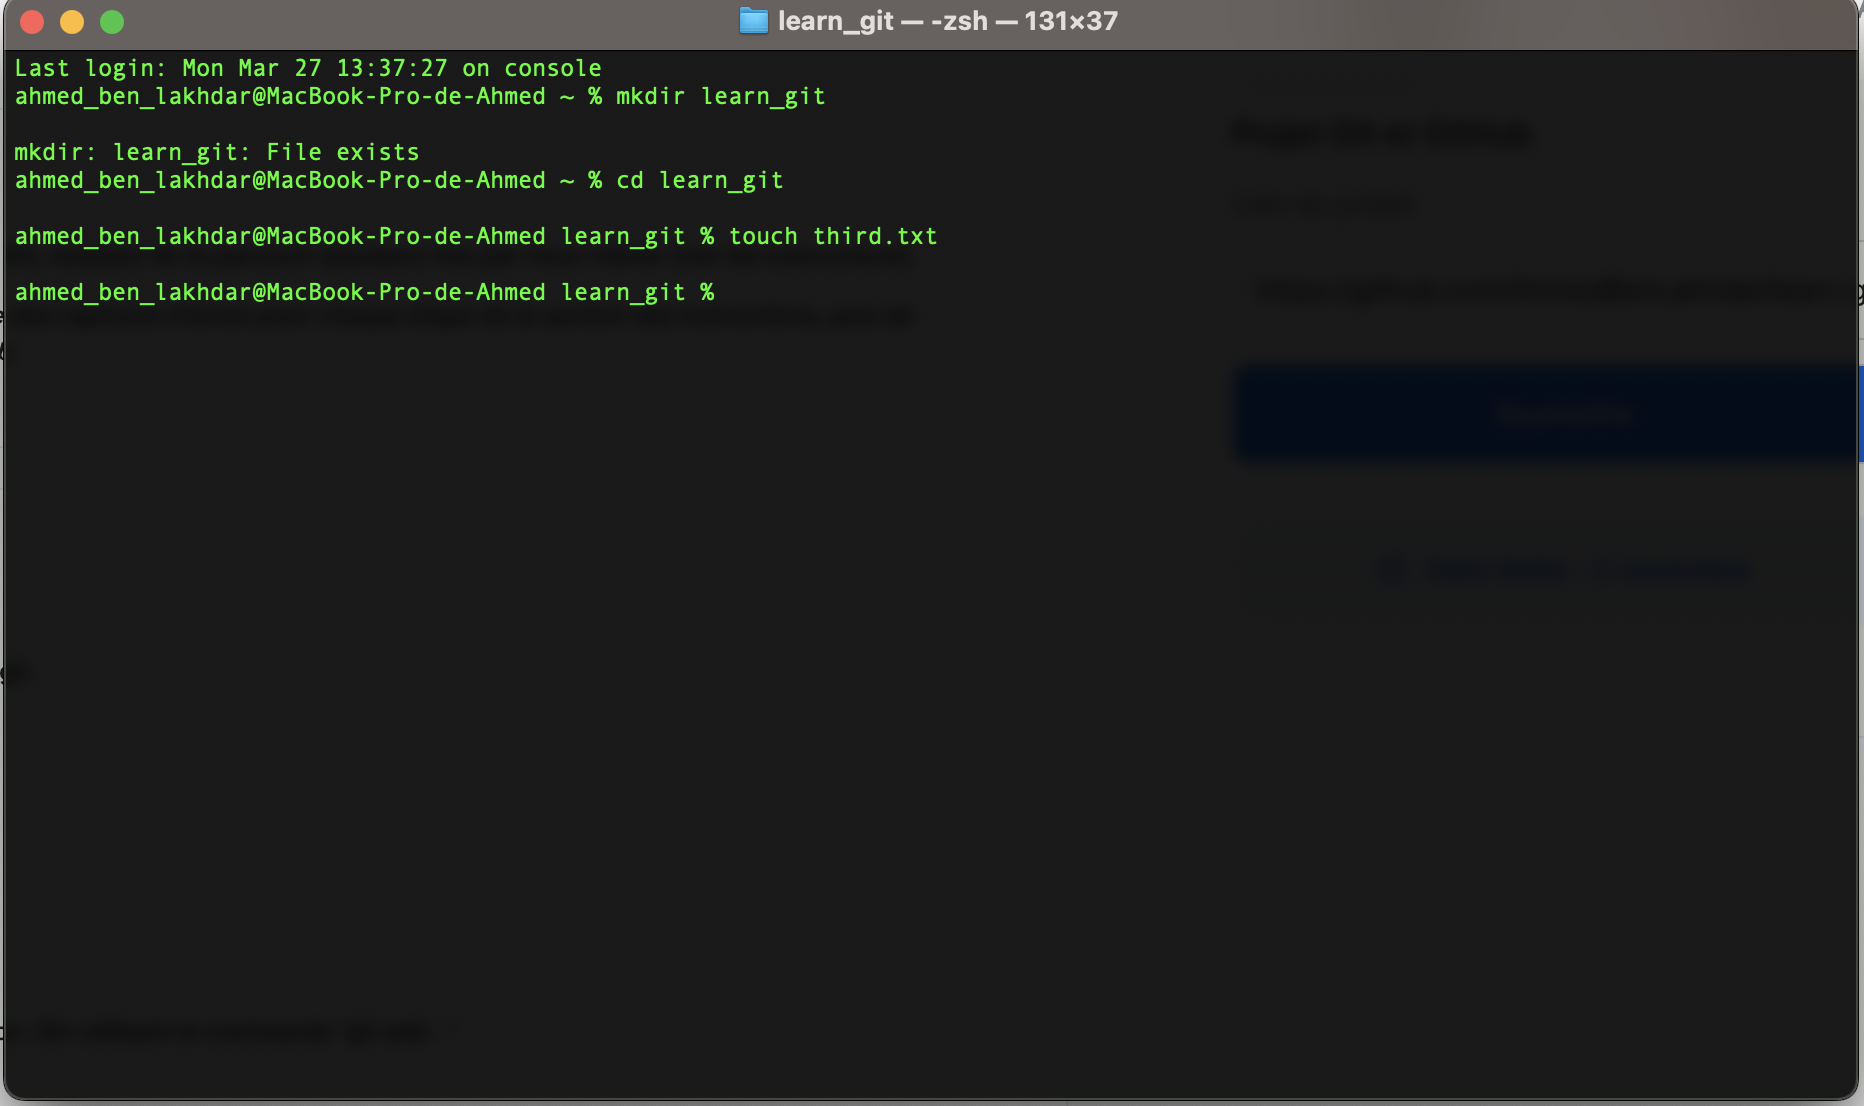 learn_git — -zsh — 131×37
Last login: Mon Mar 27 13:37:27 on console
ahmed_ben_lakhdar@MacBook-Pro-de-Ahmed ~ % mkdir learn_git
mkdir: learn_git: File exists
ahmed_ben_lakhdar@MacBook-Pro-de-Ahmed ~ % cd learn_git
ahmed_ben_lakhdar@MacBook-Pro-de-Ahmed learn_git % touch third.txt
ahmed_ben_lakhdar@MacBook-Pro-de-Ahmed learn_git %